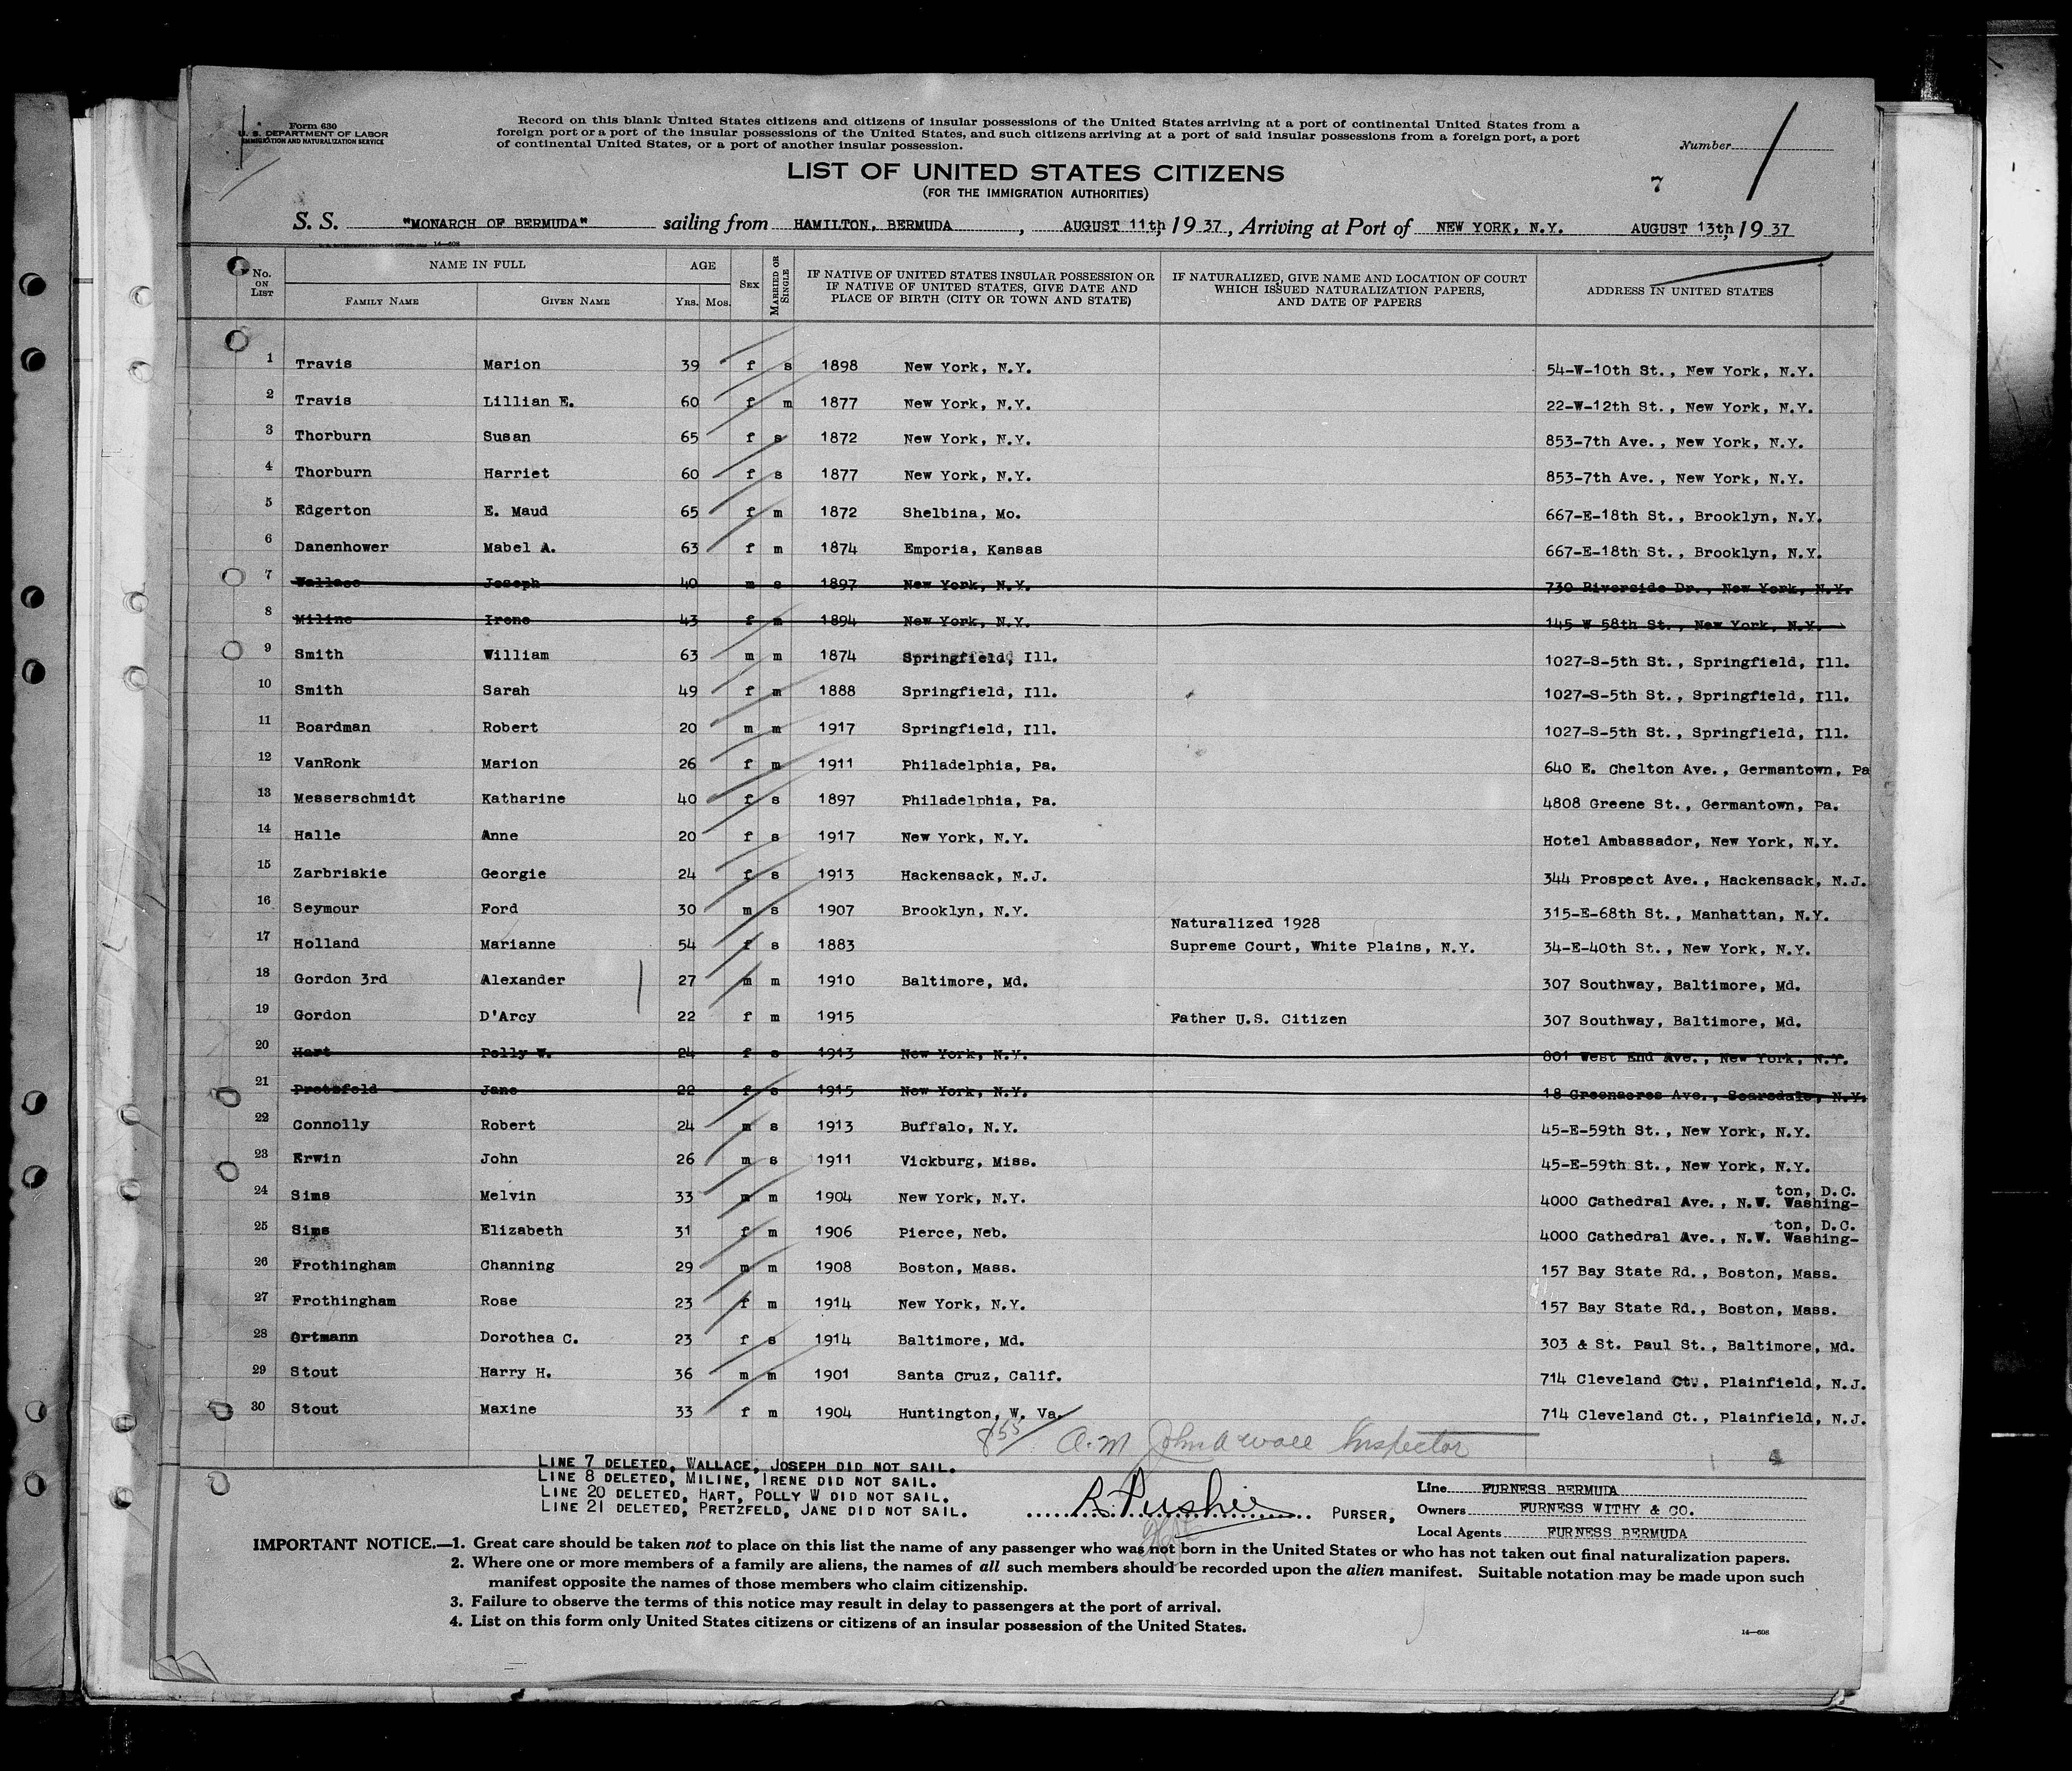 Form 630
U. S. DEPARTMENT OF LABOR
IMMIGRATION AND NATURALIZATION SERVICE
Record on this blank United States citizens and citizens of insular possessions of the United States arriving at a port of continental United States from a
foreign port or a port of the insular possessions of the United States, and such citizens arriving at a port of said insular possessions from a foreign port, a port
of continental United States, or a port of another insular possession.
Number
LIST OF UNITED STATES CITIZENS
(FOR THE IMMIGRATION AUTHORITIES)
7
S. S. "MONARCH OF BERMUDA" sailing from HAMILTON, BERMUDA, AUGUST 11th, 19 37, Arriving at Port of NEW YORK, N.Y. AUGUST 13th, 19 37
14—608
No. ON LIST NAME IN FULL AGE SEX MARRIED OR SINGLE IF NATIVE OF UNITED STATES INSULAR POSSESSION OR IF NATIVE OF UNITED STATES, GIVE DATE AND PLACE OF BIRTH (CITY OR TOWN AND STATE) IF NATURALIZED, GIVE NAME AND LOCATION OF COURT WHICH ISSUED NATURALIZATION PAPERS, AND DATE OF PAPERS ADDRESS IN UNITED STATES
FAMILY NAME GIVEN NAME YRS. MOS.
1 Travis Marion 39 f s 1898 New York, N.Y. 54-W-10th St., New York, N.Y.
2 Travis Lillian E. 60 f m 1877 New York, N.Y. 22-W-12th St., New York, N.Y.
3 Thorburn Susan 65 f s 1872 New York, N.Y. 853-7th Ave., New York, N.Y.
4 Thorburn Harriet 60 f s 1877 New York, N.Y. 853-7th Ave., New York, N.Y.
5 Edgerton E. Maud 65 f m 1872 Shelbina, Mo. 667-E-18th St., Brooklyn, N.Y.
6 Danenhower Mabel A. 63 f m 1874 Emporia, Kansas 667-E-18th St., Brooklyn, N.Y.
7 Wallace Joseph 40 m s 1897 New York, N.Y. 730 Riverside Dr., New York, N.Y.
8 Miline Irene 43 f m 1894 New York, N.Y. 145 W 58th St., New York, N.Y.
9 Smith William 63 m m 1874 Springfield, Ill. 1027-S-5th St., Springfield, Ill.
10 Smith Sarah 49 f m 1888 Springfield, Ill. 1027-S-5th St., Springfield, Ill.
11 Boardman Robert 20 m m 1917 Springfield, Ill. 1027-S-5th St., Springfield, Ill.
12 VanRonk Marion 26 f m 1911 Philadelphia, Pa. 640 E. Chelton Ave., Germantown, Pa
13 Messerschmidt Katharine 40 f s 1897 Philadelphia, Pa. 4808 Greene St., Germantown, Pa.
14 Halle Anne 20 f s 1917 New York, N.Y. Hotel Ambassador, New York, N.Y.
15 Zarbriskie Georgie 24 f s 1913 Hackensack, N.J. 344 Prospect Ave., Hackensack, N.J.
16 Seymour Ford 30 m s 1907 Brooklyn, N.Y. 315-E-68th St., Manhattan, N.Y.
Naturalized 1928
17 Holland Marianne 54 f s 1883 Supreme Court, White Plains, N.Y. 34-E-40th St., New York, N.Y.
18 Gordon 3rd Alexander 27 m m 1910 Baltimore, Md. 307 Southway, Baltimore, Md.
19 Gordon D'Arcy 22 f m 1915 Father U.S. Citizen 307 Southway, Baltimore, Md.
20 Hart Polly W. 24 f s 1913 New York, N.Y. 801 West End Ave., New York, N.Y.
21 Pretzfeld Jane 22 f s 1915 New York, N.Y. 18 Greenacres Ave., Scarsdale, N.Y.
22 Connolly Robert 24 m s 1913 Buffalo, N.Y. 45-E-59th St., New York, N.Y.
23 Erwin John 26 m s 1911 Vickburg, Miss. 45-E-59th St., New York, N.Y.
ton, D.C.
24 Sims Melvin 33 m m 1904 New York, N.Y. 4000 Cathedral Ave., N.W. Washing-
ton, D.C.
25 Sims Elizabeth 31 f m 1906 Pierce, Neb. 4000 Cathedral Ave., N.W. Washing-
26 Frothingham Channing 29 m m 1908 Boston, Mass. 157 Bay State Rd., Boston, Mass.
27 Frothingham Rose 23 f m 1914 New York, N.Y. 157 Bay State Rd., Boston, Mass.
28 Ortmann Dorothea C. 23 f s 1914 Baltimore, Md. 303 & St. Paul St., Baltimore, Md.
29 Stout Harry H. 36 m m 1901 Santa Cruz, Calif. 714 Cleveland Ct., Plainfield, N.J.
30 Stout Maxine 33 f m 1904 Huntington, W. Va. 714 Cleveland Ct., Plainfield, N.J.
855 A.M Inspector
LINE 7 DELETED, WALLACE, JOSEPH DID NOT SAIL.
LINE 8 DELETED, MILINE, IRENE DID NOT SAIL.
LINE 20 DELETED, HART, POLLY W DID NOT SAIL.
LINE 21 DELETED, PRETZFELD, JANE DID NOT SAIL.
PURSER,
Line FURNESS BERMUDA
Owners FURNESS WITHY & CO.
Local Agents FURNESS BERMUDA
IMPORTANT NOTICE.—1. Great care should be taken not to place on this list the name of any passenger who was not born in the United States or who has not taken out final naturalization papers.
2. Where one or more members of a family are aliens, the names of all such members should be recorded upon the alien manifest. Suitable notation may be made upon such
manifest opposite the names of those members who claim citizenship.
3. Failure to observe the terms of this notice may result in delay to passengers at the port of arrival.
4. List on this form only United States citizens or citizens of an insular possession of the United States.
14—608